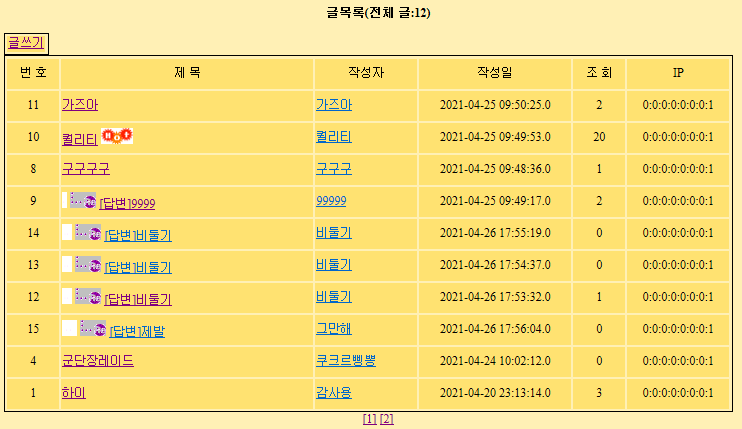 글목록(전체 글:12)
글쓰기
번 호 제 목 작성자 작성일 조 회 IP
11 가즈아 가즈아 2021-04-25 09:50:25.0 2 0:0:0:0:0:0:0:1
10 퀄리티 HOT 퀄리티 2021-04-25 09:49:53.0 20 0:0:0:0:0:0:0:1
8 구구구구 구구구 2021-04-25 09:48:36.0 1 0:0:0:0:0:0:0:1
9 Re [답변]9999 99999 2021-04-25 09:49:17.0 2 0:0:0:0:0:0:0:1
14 Re [답변]비둘기 비둘기 2021-04-26 17:55:19.0 0 0:0:0:0:0:0:0:1
13 Re [답변]비둘기 비둘기 2021-04-26 17:54:37.0 0 0:0:0:0:0:0:0:1
12 Re [답변]비둘기 비둘기 2021-04-26 17:53:32.0 1 0:0:0:0:0:0:0:1
15 Re [답변]제발 그만해 2021-04-26 17:56:04.0 0 0:0:0:0:0:0:0:1
4 군단장레이드 쿠크르삥뽕 2021-04-24 10:02:12.0 0 0:0:0:0:0:0:0:1
1 하이 감사용 2021-04-20 23:13:14.0 3 0:0:0:0:0:0:0:1
[1] [2]